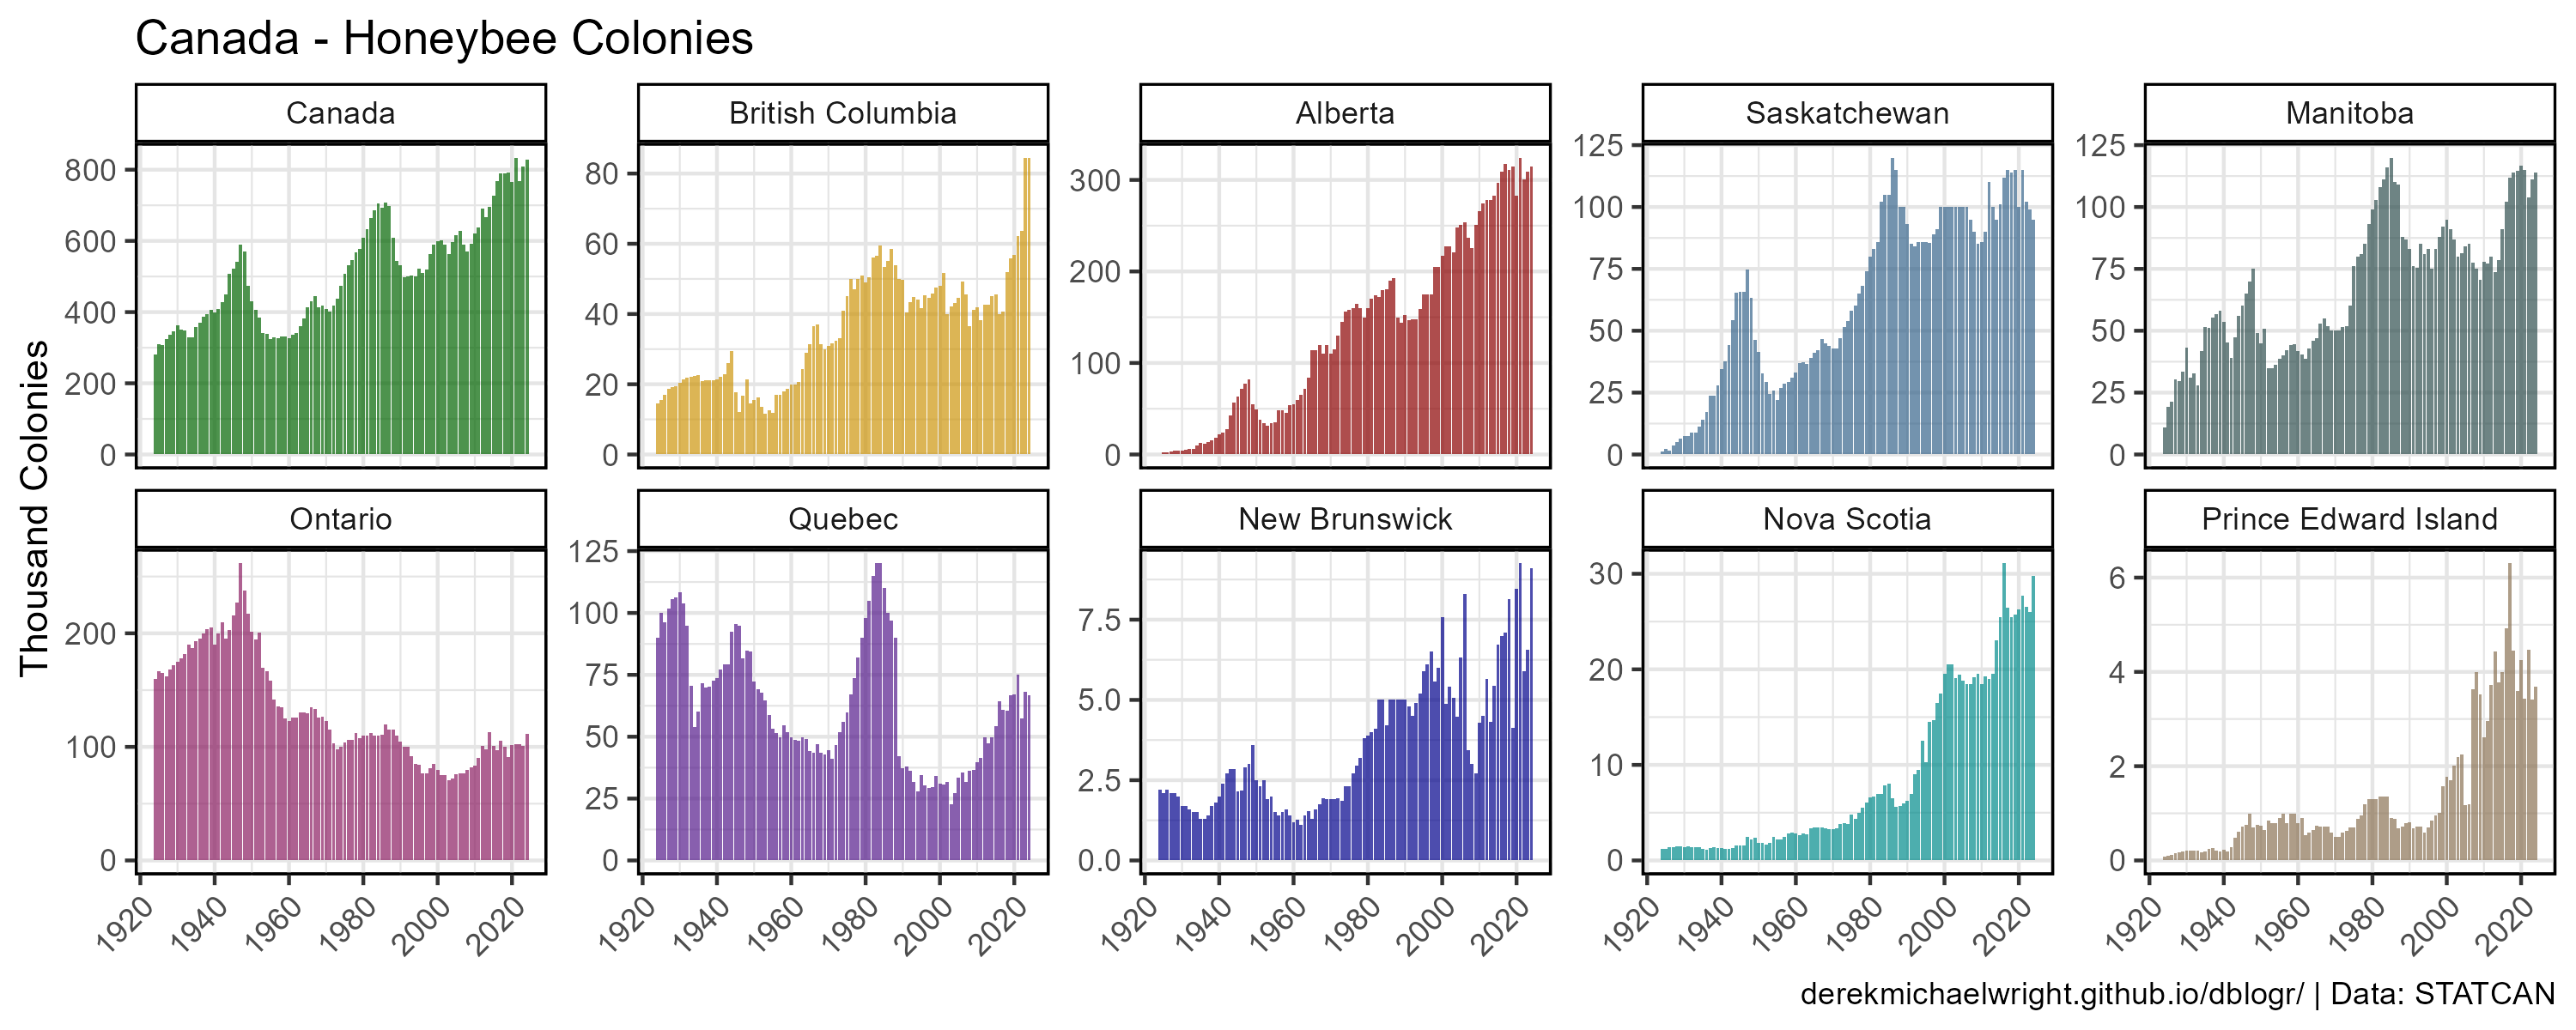 Canada - Honeybee Colonies
Thousand Colonies
Canada
British Columbia
Alberta
Saskatchewan
Manitoba
800
600
400
200
0
80
60
40
20
0
300
200
100
0
125
100
75
50
25
0
125
100
75
50
25
0
Ontario
Quebec
New Brunswick
Nova Scotia
Prince Edward Island
200
100
0
125
100
75
50
25
0
7.5
5.0
2.5
0.0
30
20
10
0
6
4
2
0
1920 1940 1960 1980 2000 2020
1920 1940 1960 1980 2000 2020
1920 1940 1960 1980 2000 2020
1920 1940 1960 1980 2000 2020
1920 1940 1960 1980 2000 2020
derekmichaelwright.github.io/dblogr/ | Data: STATCAN